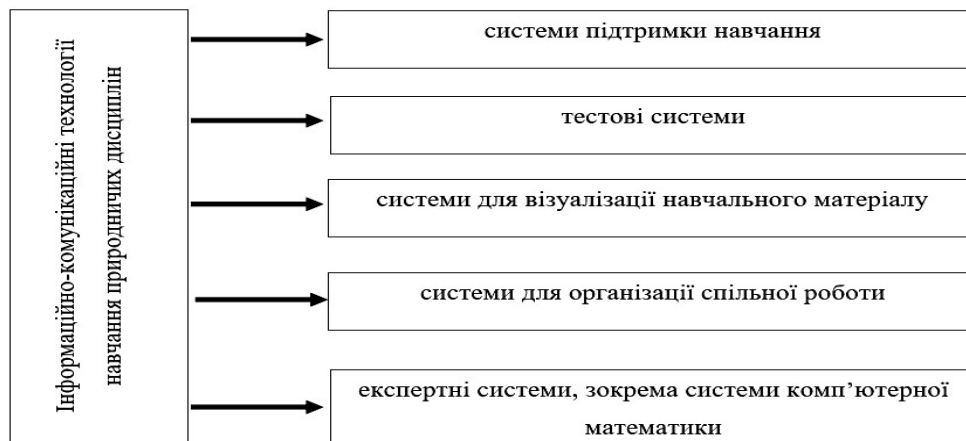 Інформаційно-комунікаційні технології
навчання природничих дисциплін
системи підтримки навчання
тестові системи
системи для візуалізації навчального матеріалу
системи для організації спільної роботи
експертні системи, зокрема системи комп’ютерної
математики